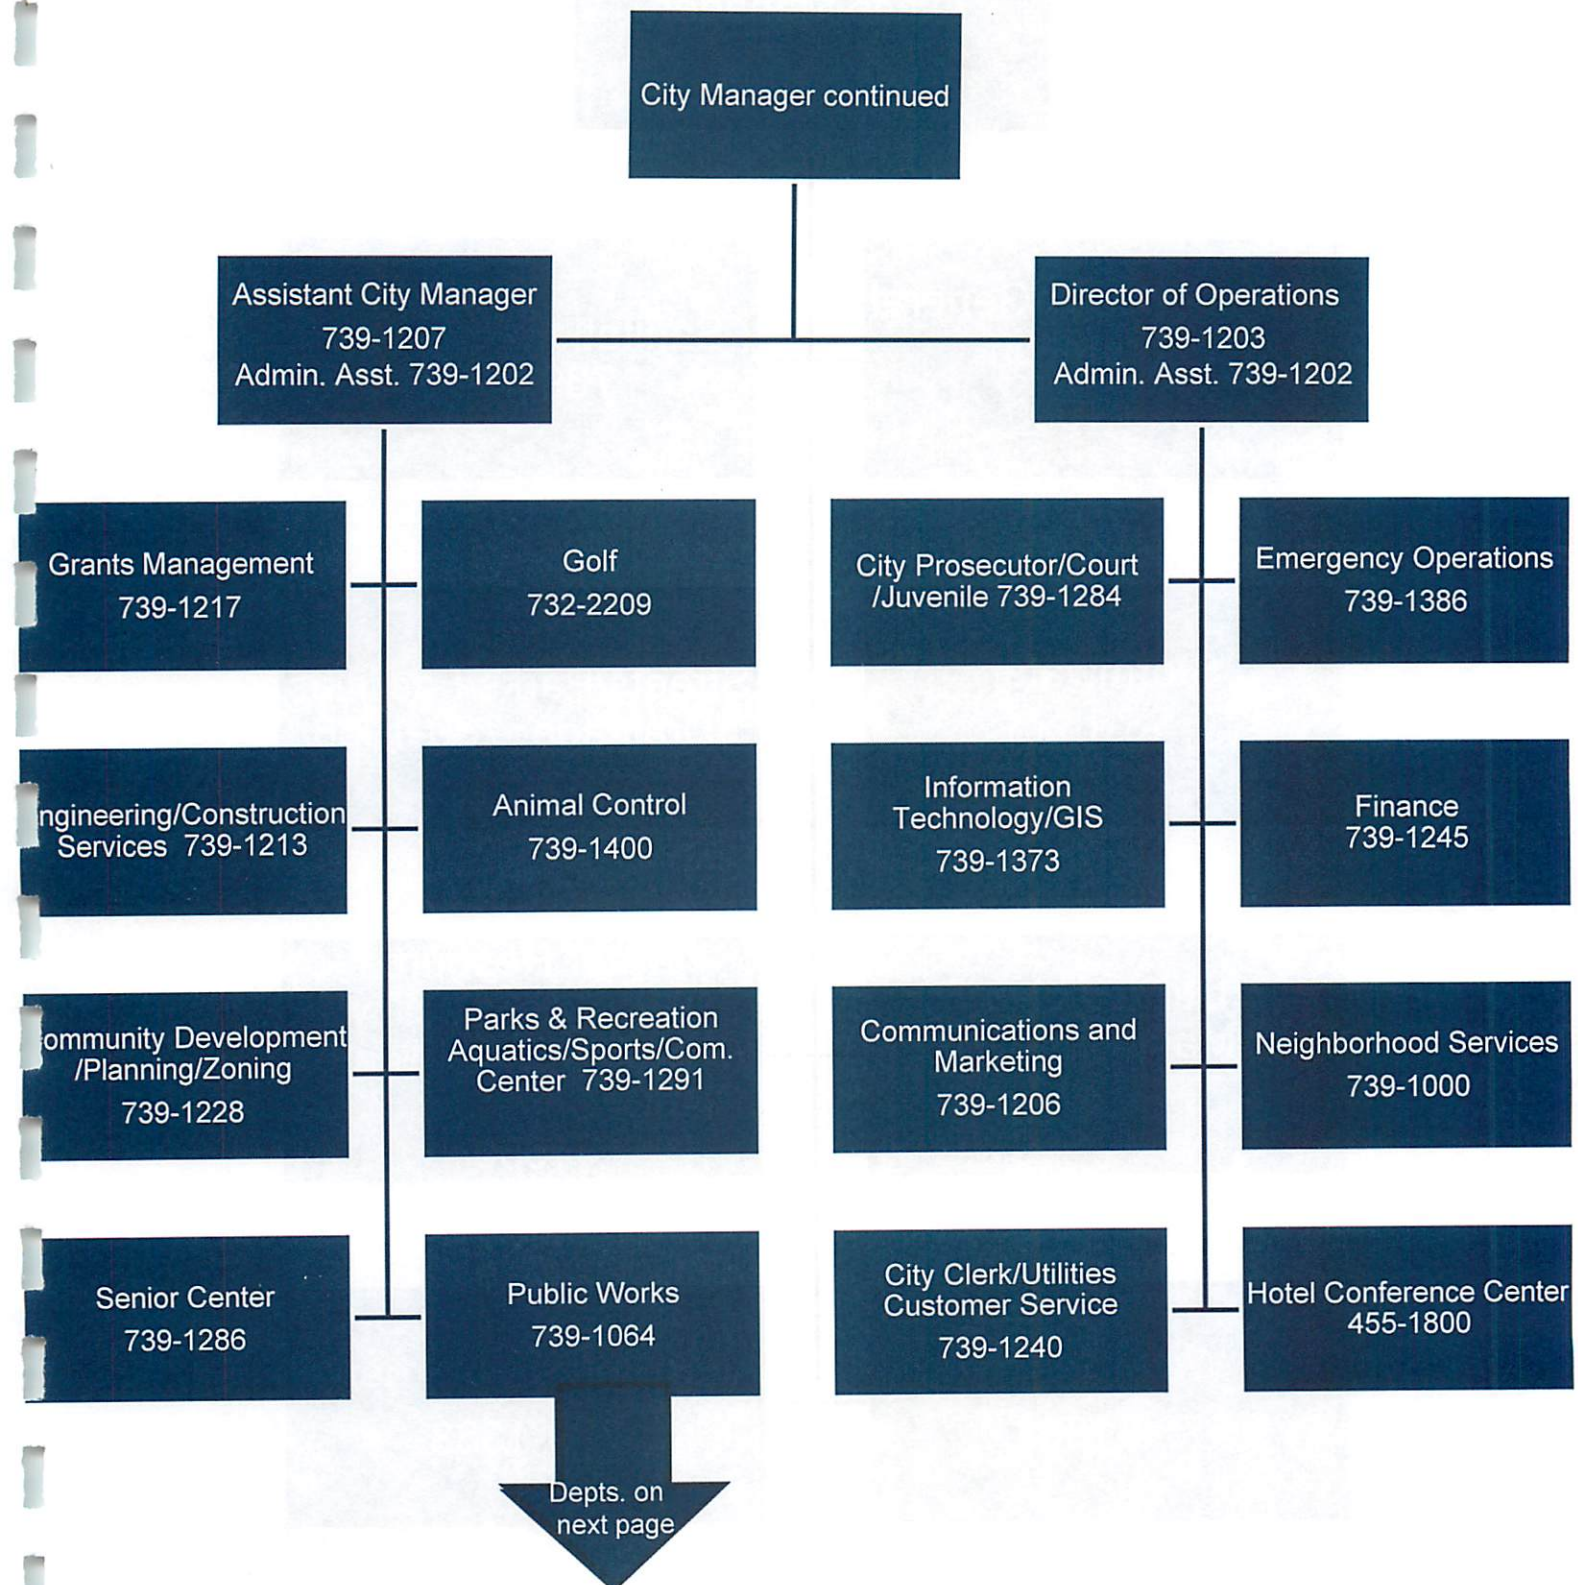 City Manager continued
Assistant City Manager
739-1207
Admin. Asst. 739-1202
Director of Operations
739-1203
Admin. Asst. 739-1202
Grants Management
739-1217
Golf
732-2209
City Prosecutor/Court
/Juvenile 739-1284
Emergency Operations
739-1386
ngineering/Construction
Services 739-1213
Animal Control
739-1400
Information
Technology/GIS
739-1373
Finance
739-1245
ommunity Development
/Planning/Zoning
739-1228
Parks & Recreation
Aquatics/Sports/Com.
Center 739-1291
Communications and
Marketing
739-1206
Neighborhood Services
739-1000
Senior Center
739-1286
Public Works
739-1064
City Clerk/Utilities
Customer Service
739-1240
Hotel Conference Center
455-1800
Depts. on
next page